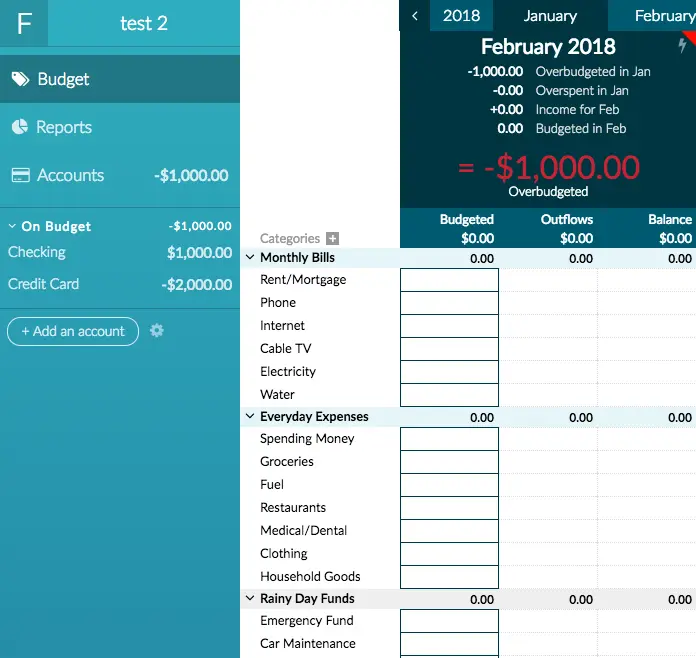 F test 2
Budget
Reports
Accounts -$1,000.00
On Budget -$1,000.00
Checking $1,000.00
Credit Card -$2,000.00
+ Add an account
2018 January February
February 2018
-1,000.00 Overbudgeted in Jan
-0.00 Overspent in Jan
+0.00 Income for Feb
0.00 Budgeted in Feb
= -$1,000.00
Overbudgeted
Budgeted Outflows Balance
Categories + $0.00 $0.00 $0.00
Monthly Bills 0.00 0.00 0.00
Rent/Mortgage
Phone
Internet
Cable TV
Electricity
Water
Everyday Expenses 0.00 0.00 0.00
Spending Money
Groceries
Fuel
Restaurants
Medical/Dental
Clothing
Household Goods
Rainy Day Funds 0.00 0.00 0.00
Emergency Fund
Car Maintenance